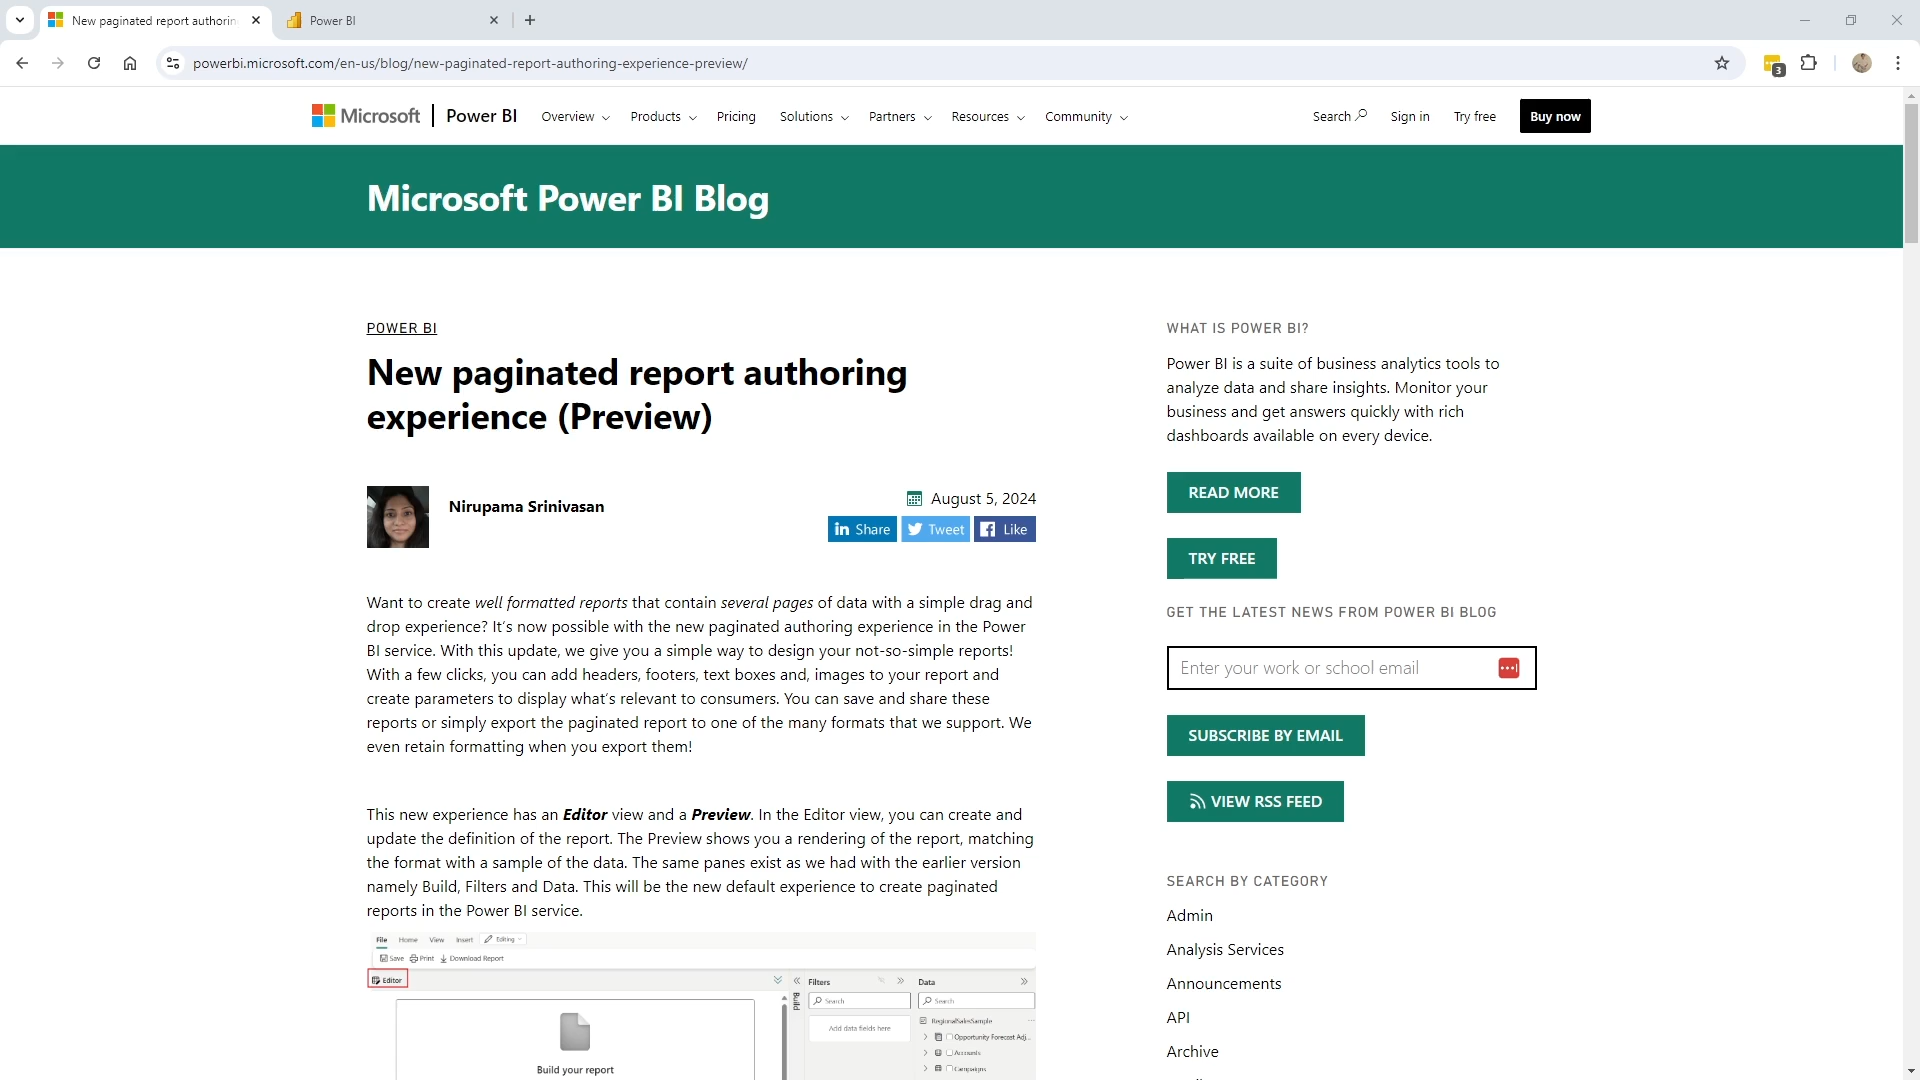 New paginated report authorin
Power BI
powerbi.microsoft.com/en-us/blog/new-paginated-report-authoring-experience-preview/
3
Microsoft
Power BI
Overview
Products
Pricing
Solutions
Partners
Resources
Community
Search
Sign in
Try free
Buy now
Microsoft Power BI Blog
POWER BI
New paginated report authoring
experience (Preview)
Nirupama Srinivasan
August 5, 2024
Share
Tweet
Like
Want to create well formatted reports that contain several pages of data with a simple drag and
drop experience? It's now possible with the new paginated authoring experience in the Power
BI service. With this update, we give you a simple way to design your not-so-simple reports!
With a few clicks, you can add headers, footers, text boxes and, images to your report and
create parameters to display what's relevant to consumers. You can save and share these
reports or simply export the paginated report to one of the many formats that we support. We
even retain formatting when you export them!
This new experience has an Editor view and a Preview. In the Editor view, you can create and
update the definition of the report. The Preview shows you a rendering of the report, matching
the format with a sample of the data. The same panes exist as we had with the earlier version
namely Build, Filters and Data. This will be the new default experience to create paginated
reports in the Power BI service.
File Home View Insert Editing
Save Print Download Report
Editor
Build your report
Build
Filters
Search
Add data fields here
Data
Search
RegionalSalesSample
Opportunity Forecast Adj...
Accounts
Campaigns
WHAT IS POWER BI?
Power BI is a suite of business analytics tools to
analyze data and share insights. Monitor your
business and get answers quickly with rich
dashboards available on every device.
READ MORE
TRY FREE
GET THE LATEST NEWS FROM POWER BI BLOG
Enter your work or school email
SUBSCRIBE BY EMAIL
VIEW RSS FEED
SEARCH BY CATEGORY
Admin
Analysis Services
Announcements
API
Archive